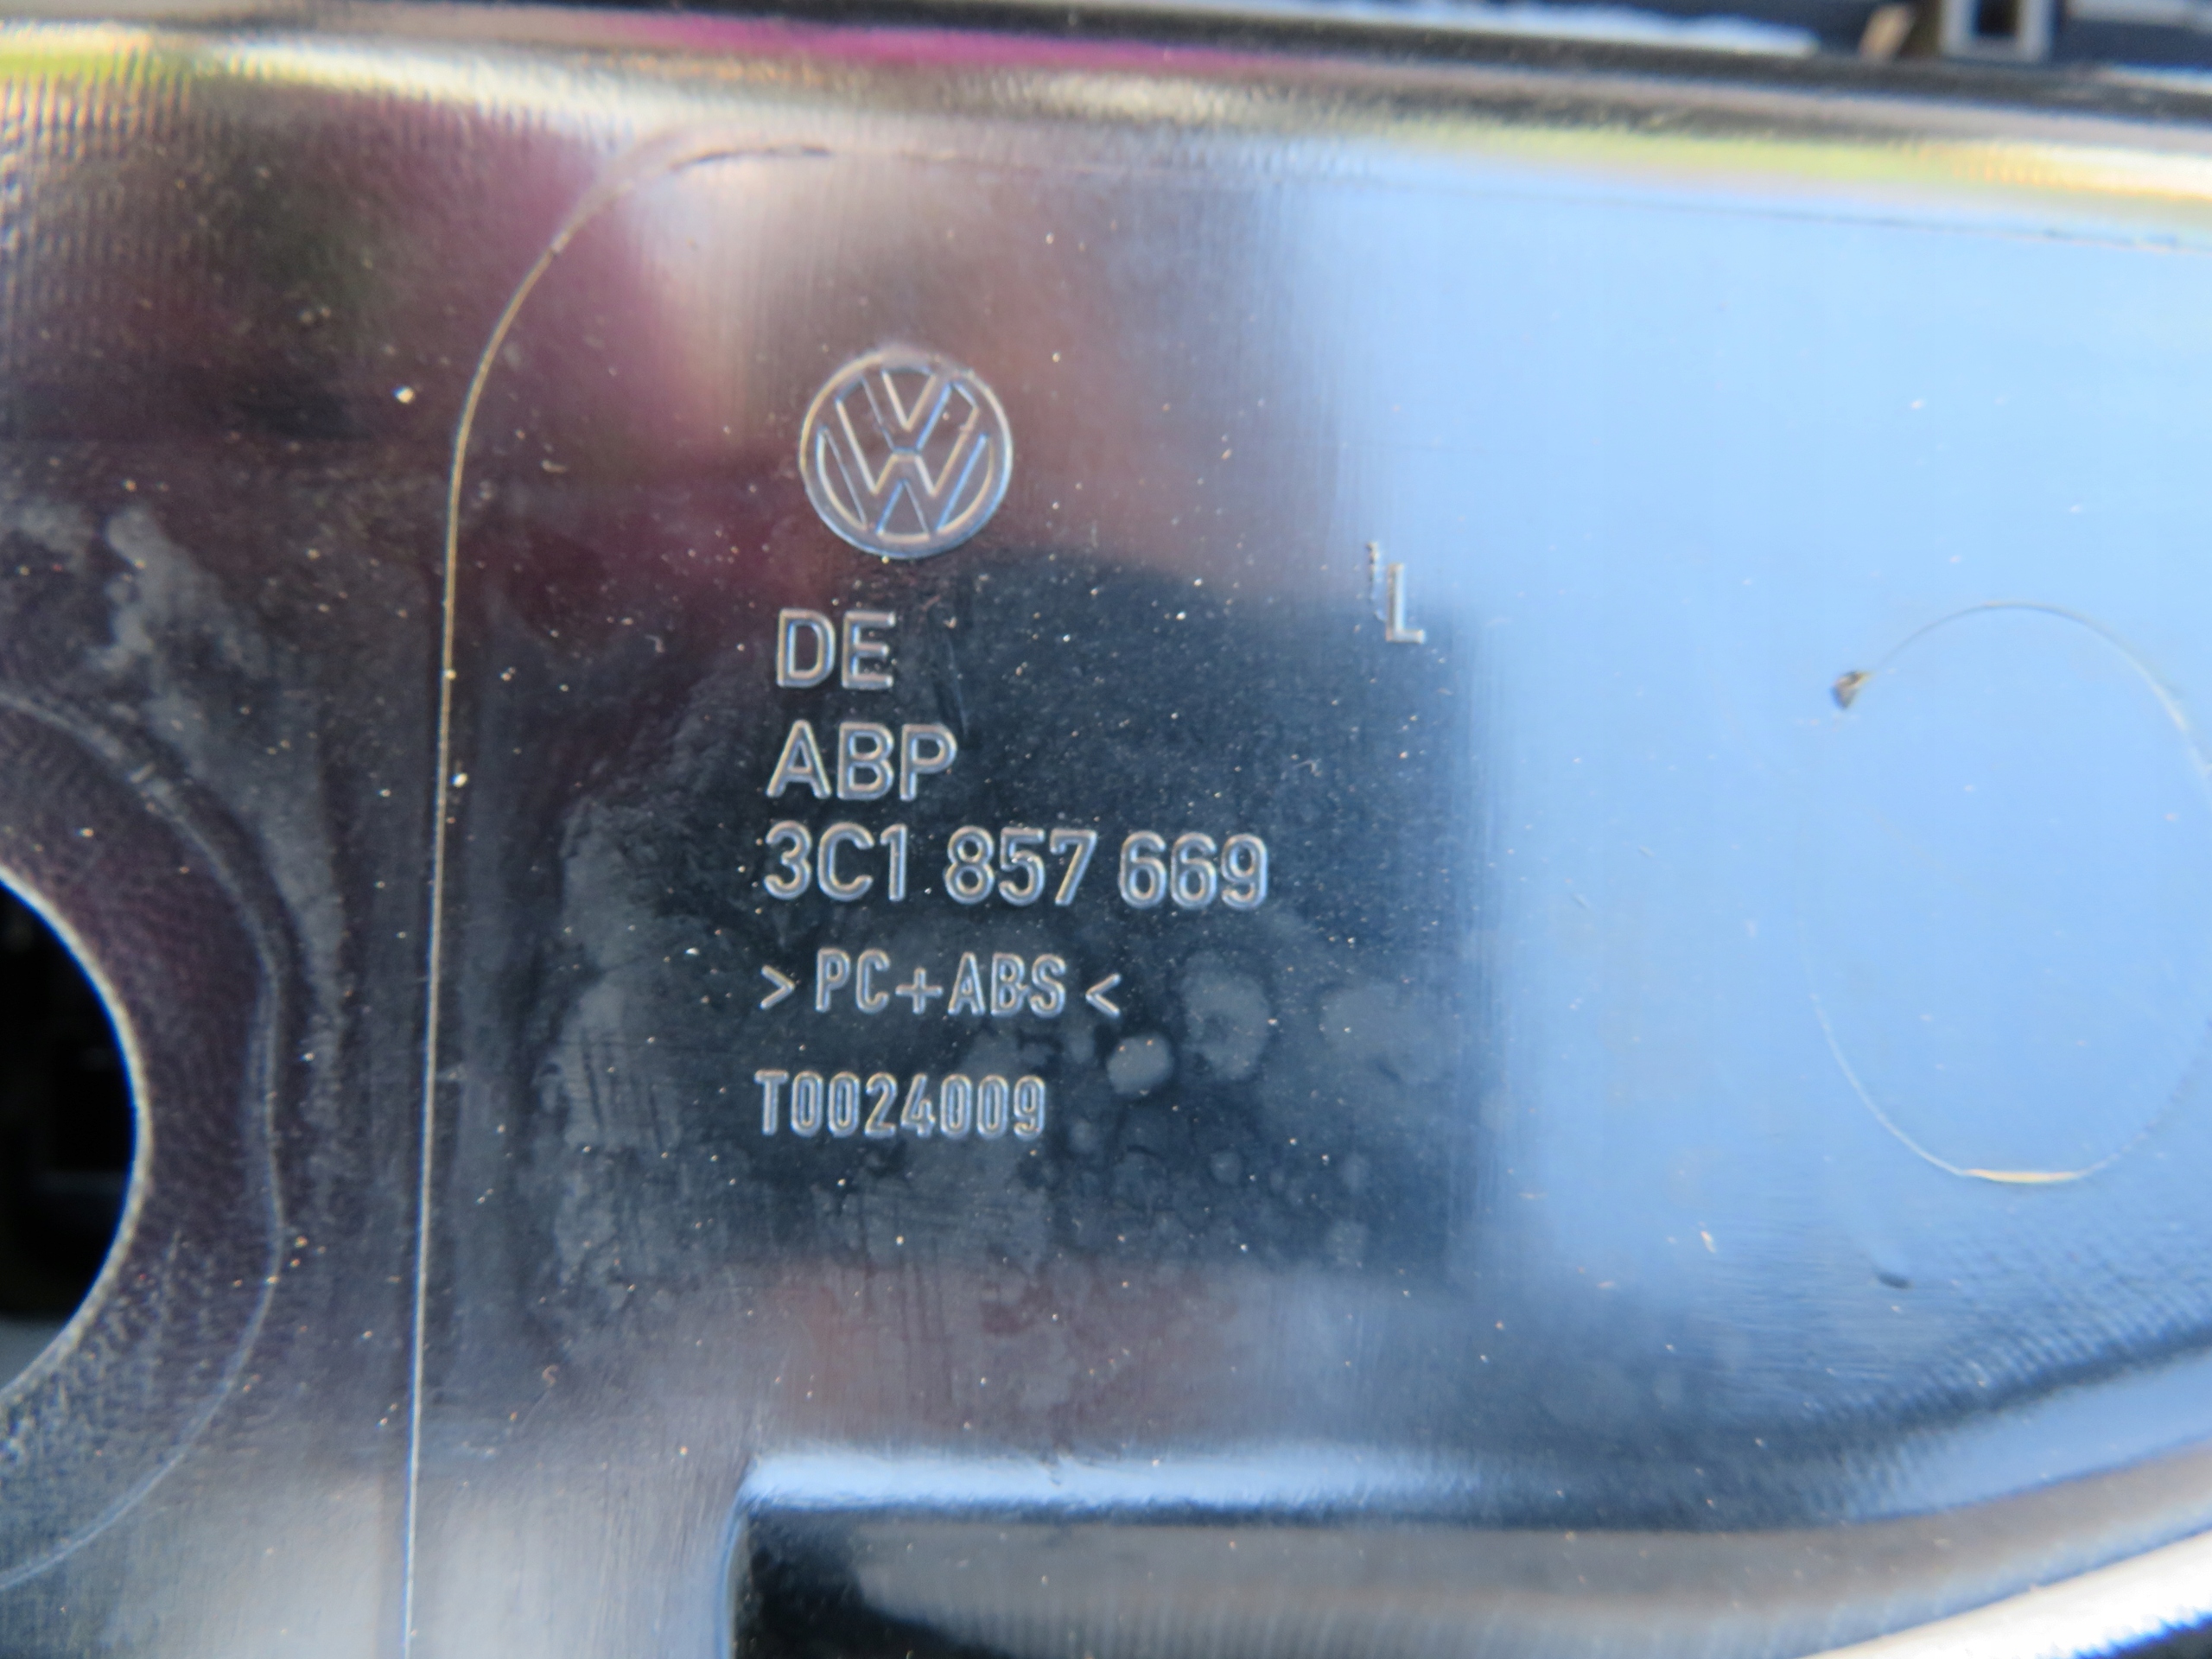 L
DE
ABP
3C1 857 669
> PC+ABS <
T0024009